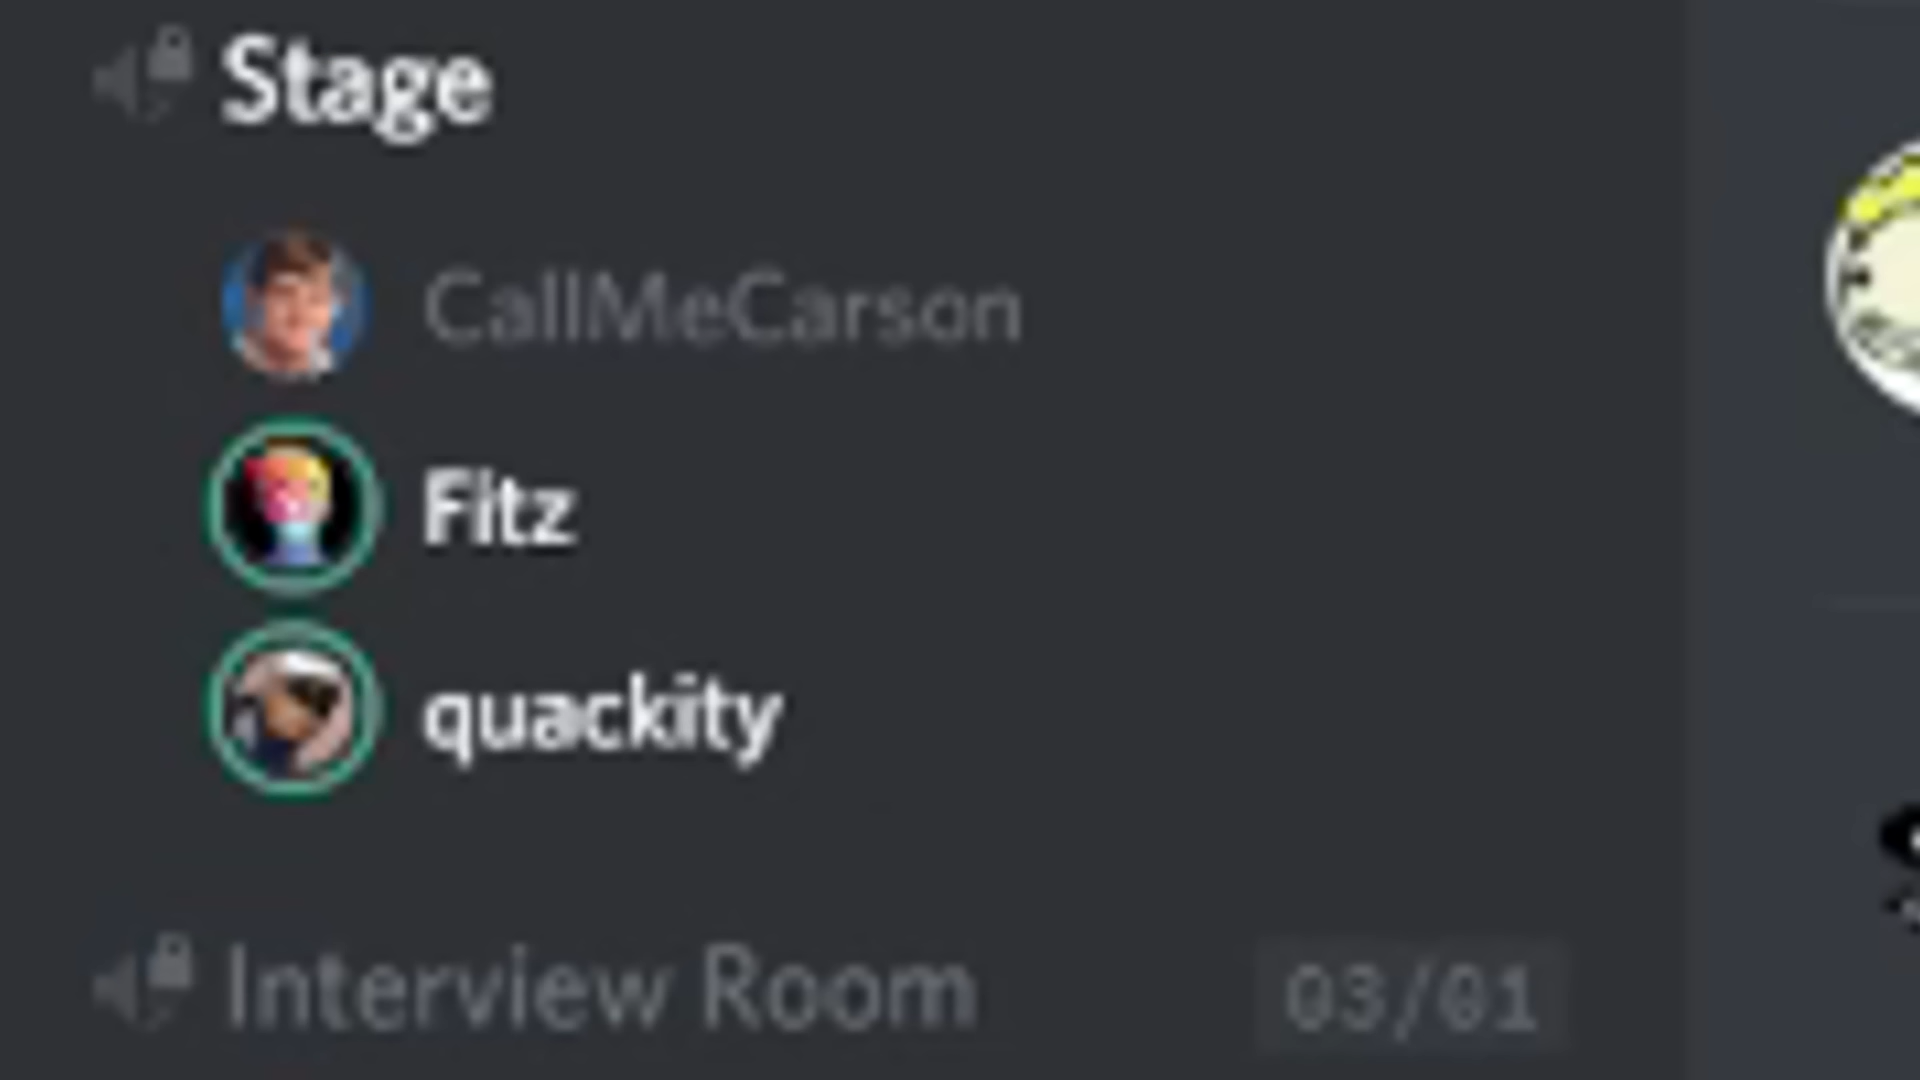 Stage
CallMeCarson
Fitz
quackity
Interview Room 03/01